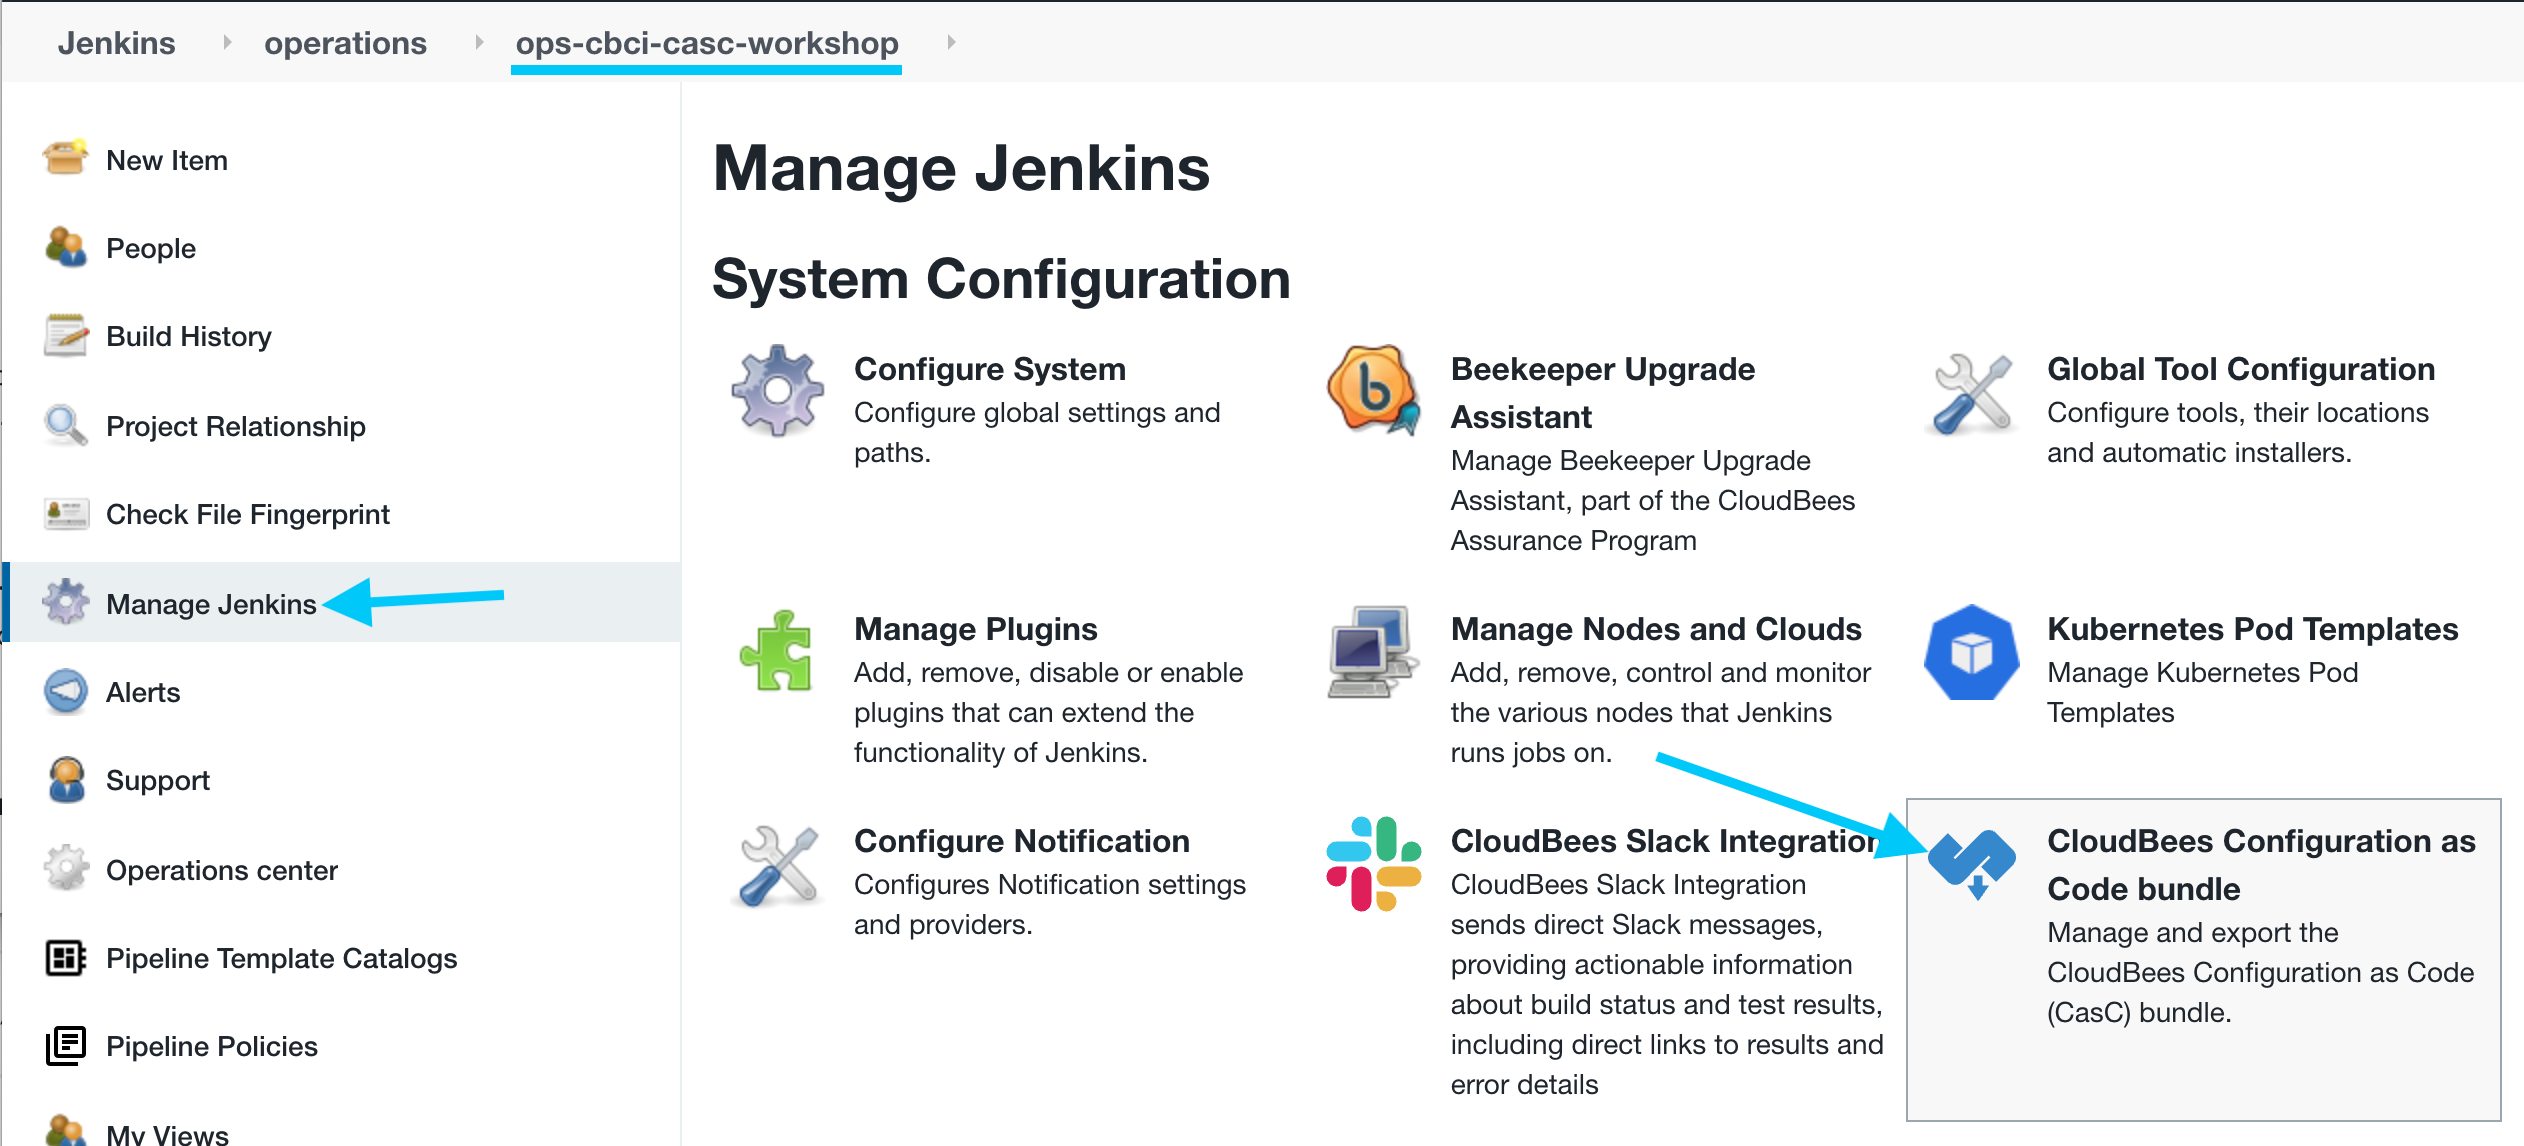 Jenkins operations ops-cbci-casc-workshop
New Item
People
Build History
Project Relationship
Check File Fingerprint
Manage Jenkins
Alerts
Support
Operations center
Pipeline Template Catalogs
Pipeline Policies
My Views
Manage Jenkins
System Configuration
Configure System
Configure global settings and
paths.
Beekeeper Upgrade
Assistant
Manage Beekeeper Upgrade
Assistant, part of the CloudBees
Assurance Program
Global Tool Configuration
Configure tools, their locations
and automatic installers.
Manage Plugins
Add, remove, disable or enable
plugins that can extend the
functionality of Jenkins.
Manage Nodes and Clouds
Add, remove, control and monitor
the various nodes that Jenkins
runs jobs on.
Kubernetes Pod Templates
Manage Kubernetes Pod
Templates
Configure Notification
Configures Notification settings
and providers.
CloudBees Slack Integration
CloudBees Slack Integration
sends direct Slack messages,
providing actionable information
about build status and test results,
including direct links to results and
error details
CloudBees Configuration as
Code bundle
Manage and export the
CloudBees Configuration as Code
(CasC) bundle.